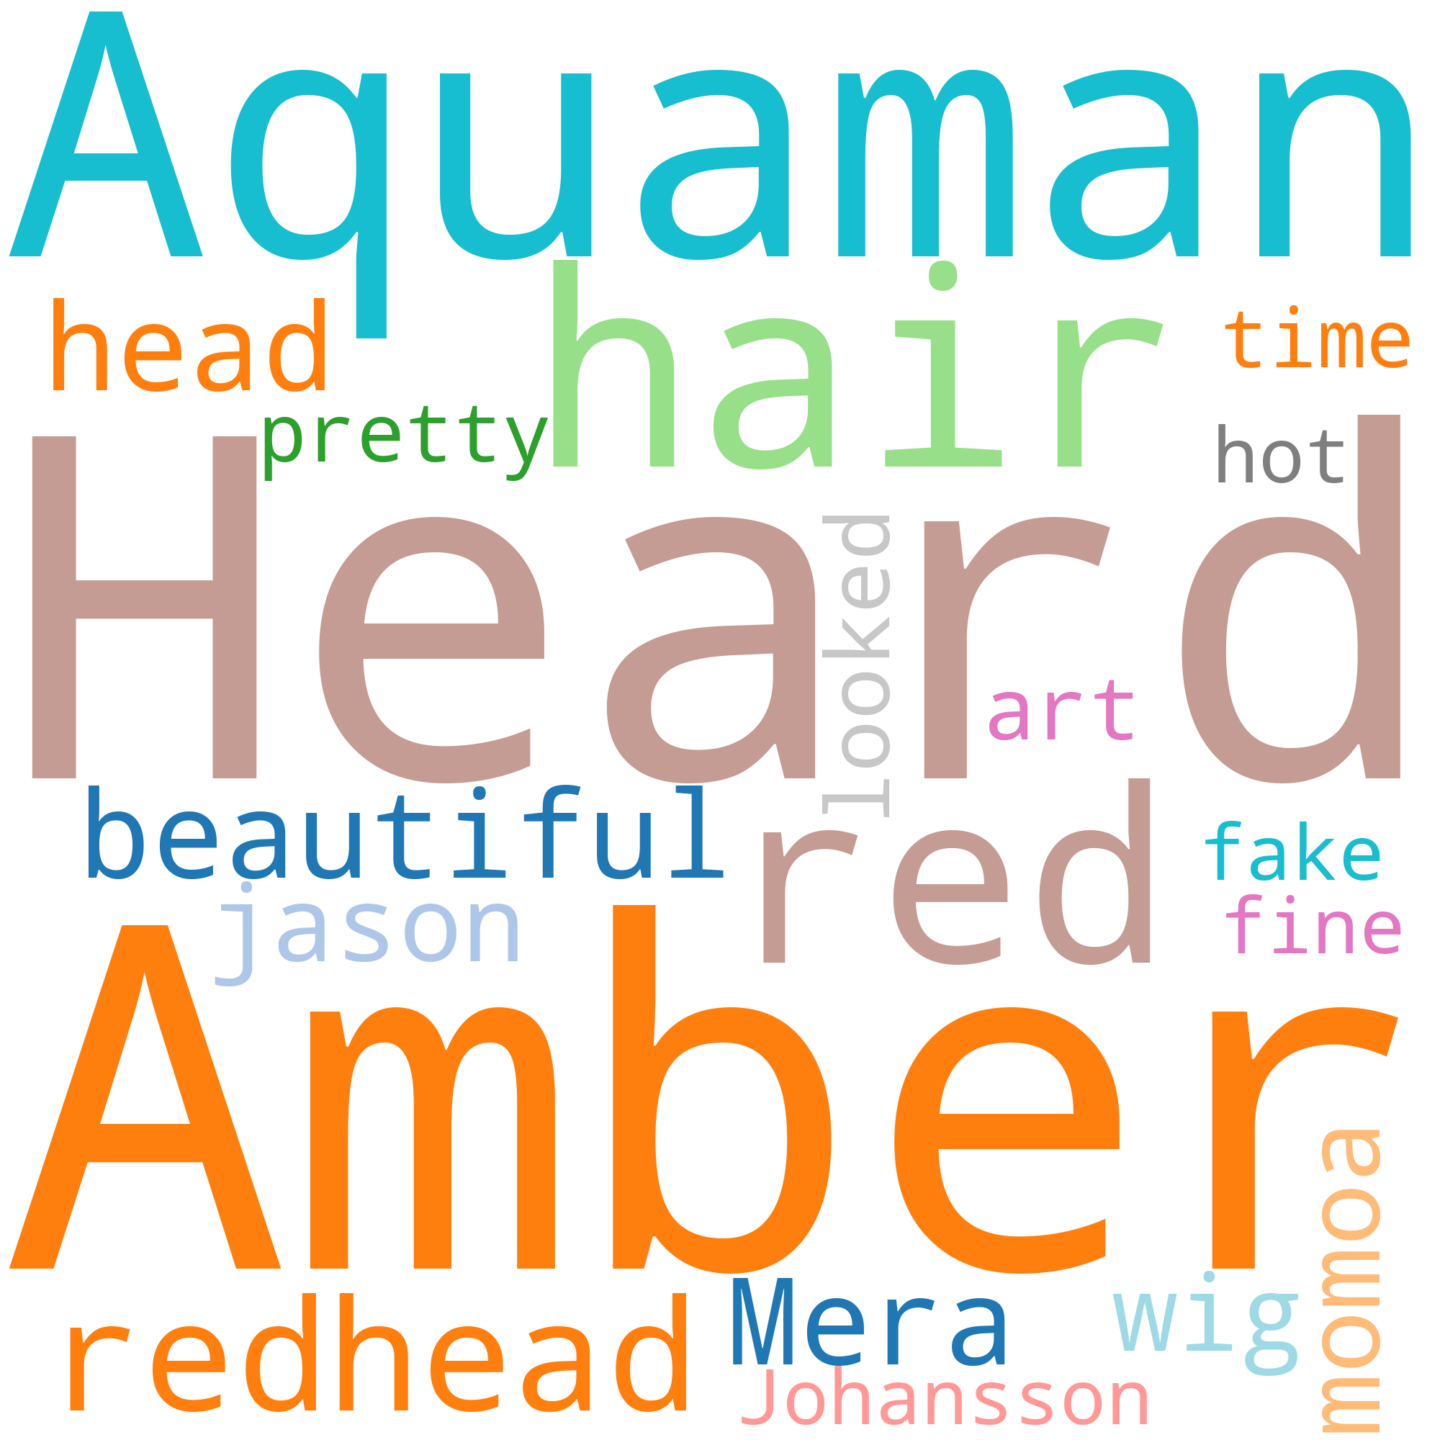 Aquaman
head
hair
time
pretty
hot
Heard
looked
art
beautiful
red
fake
jason
fine
Amber
momoa
redhead
Mera
wig
Johansson